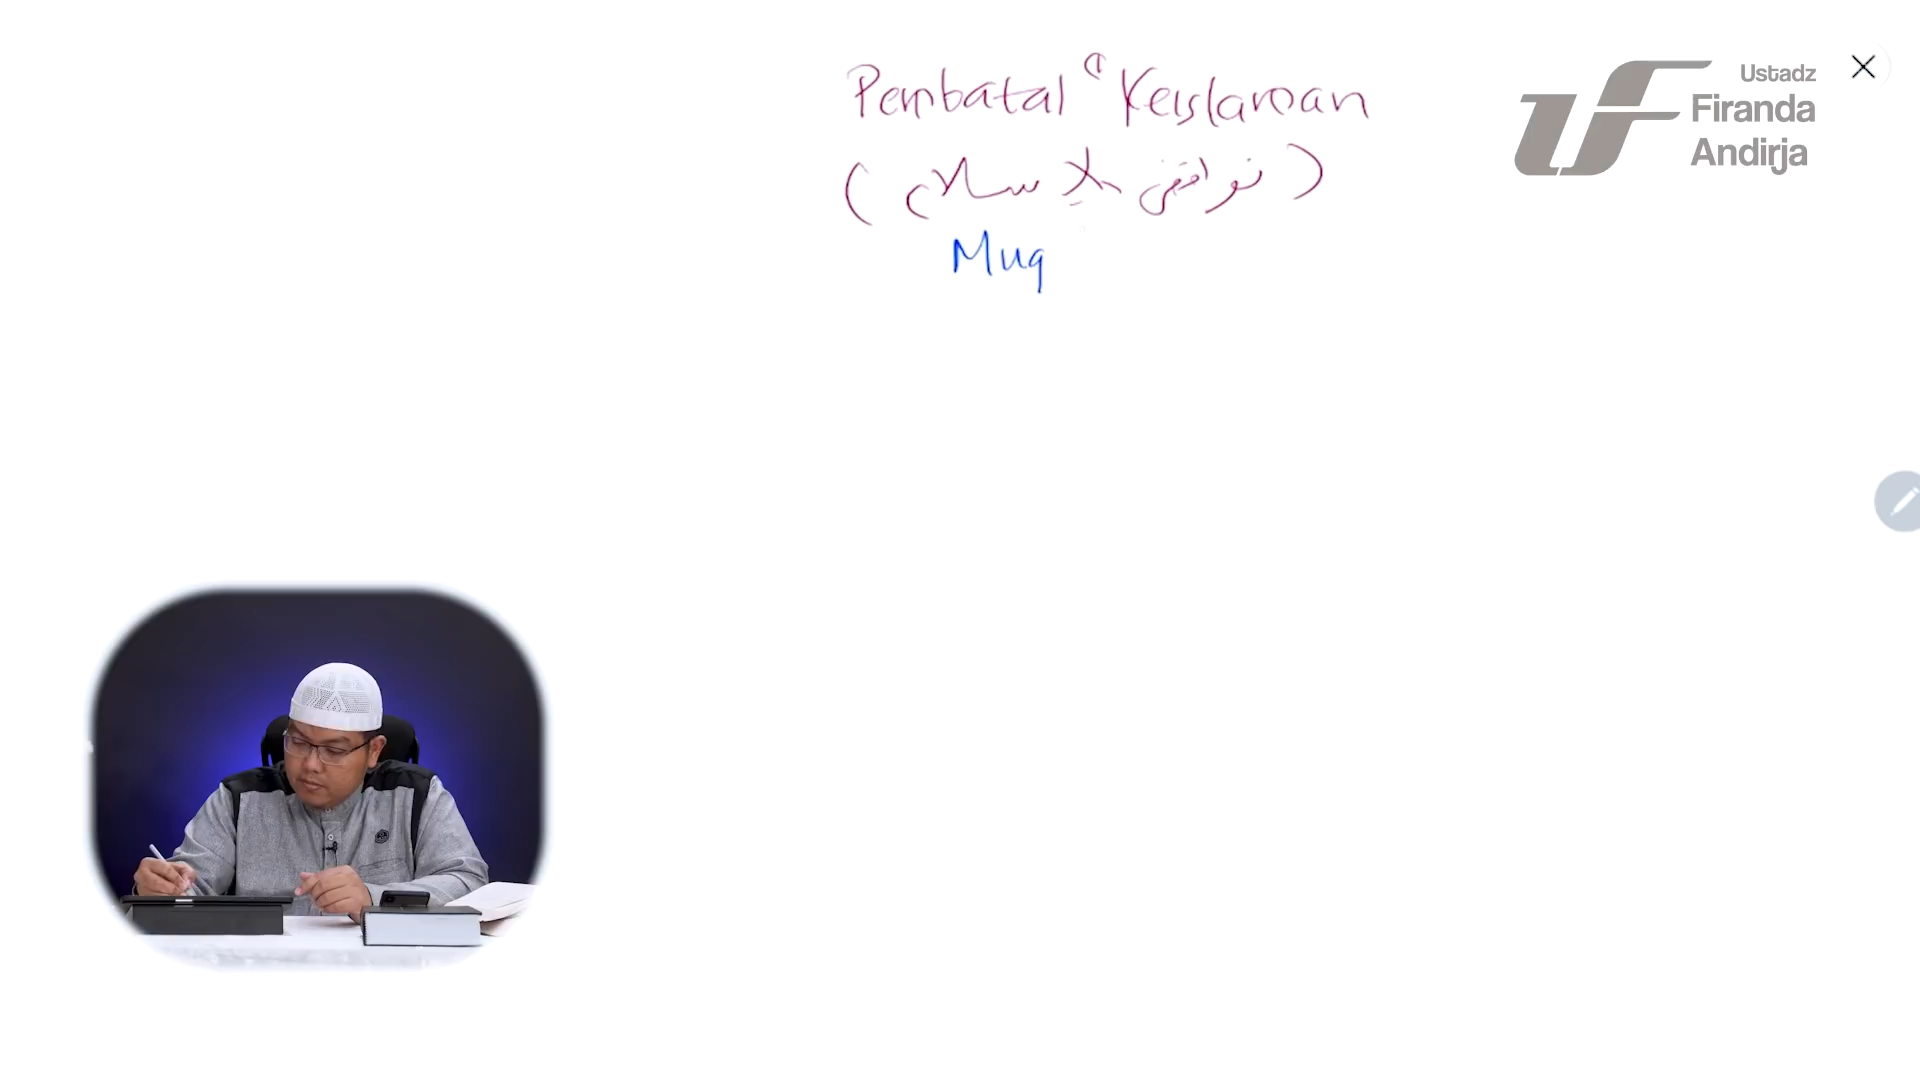 Pembatal² Keislaman
( نواقض الإسلام )
Muq
Ustadz
Firanda
Andirja